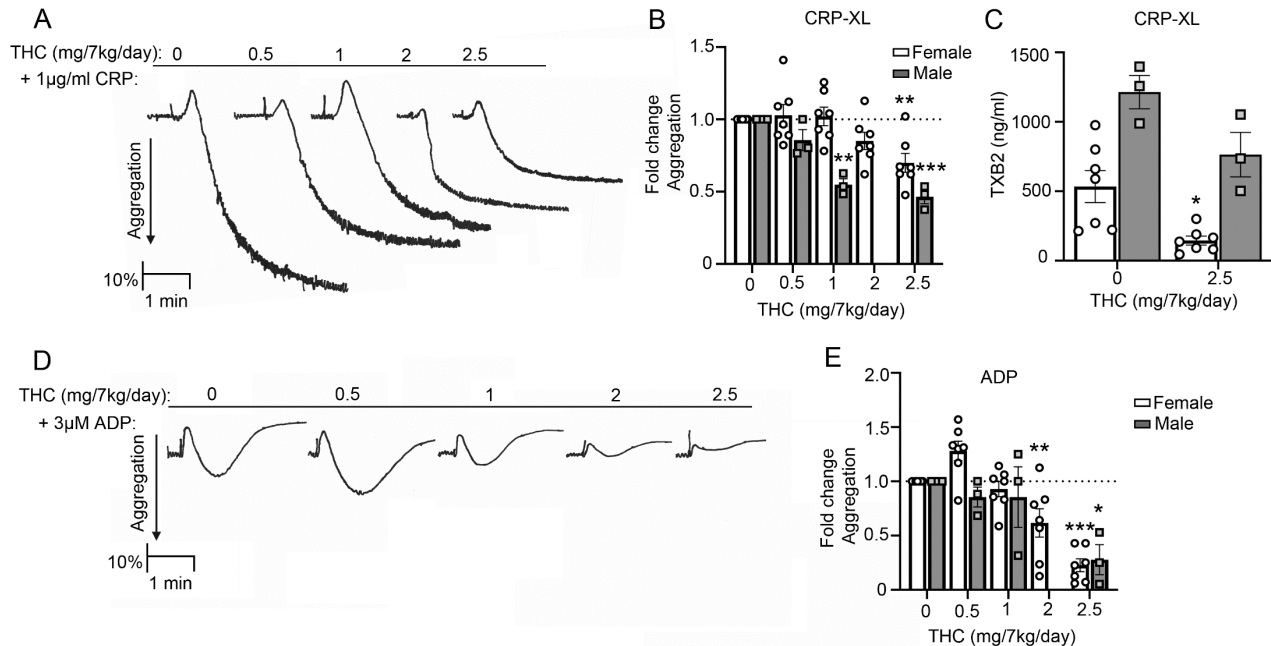 A
THC (mg/7kg/day): 0 0.5 1 2 2.5
+ 1µg/ml CRP:
Aggregation
10%
1 min
B
CRP-XL
Female
Male
Fold change
Aggregation
1.5
1.0
0.5
0
**
***
**
0 0.5 1 2 2.5
THC (mg/7kg/day)
C
CRP-XL
TXB2 (ng/ml)
1500
1000
500
0
*
0 2.5
THC (mg/7kg/day)
D
THC (mg/7kg/day): 0 0.5 1 2 2.5
+ 3µM ADP:
Aggregation
10%
1 min
E
ADP
Female
Male
Fold change
Aggregation
2.0
1.5
1.0
0.5
0
**
***
*
0 0.5 1 2 2.5
THC (mg/7kg/day)